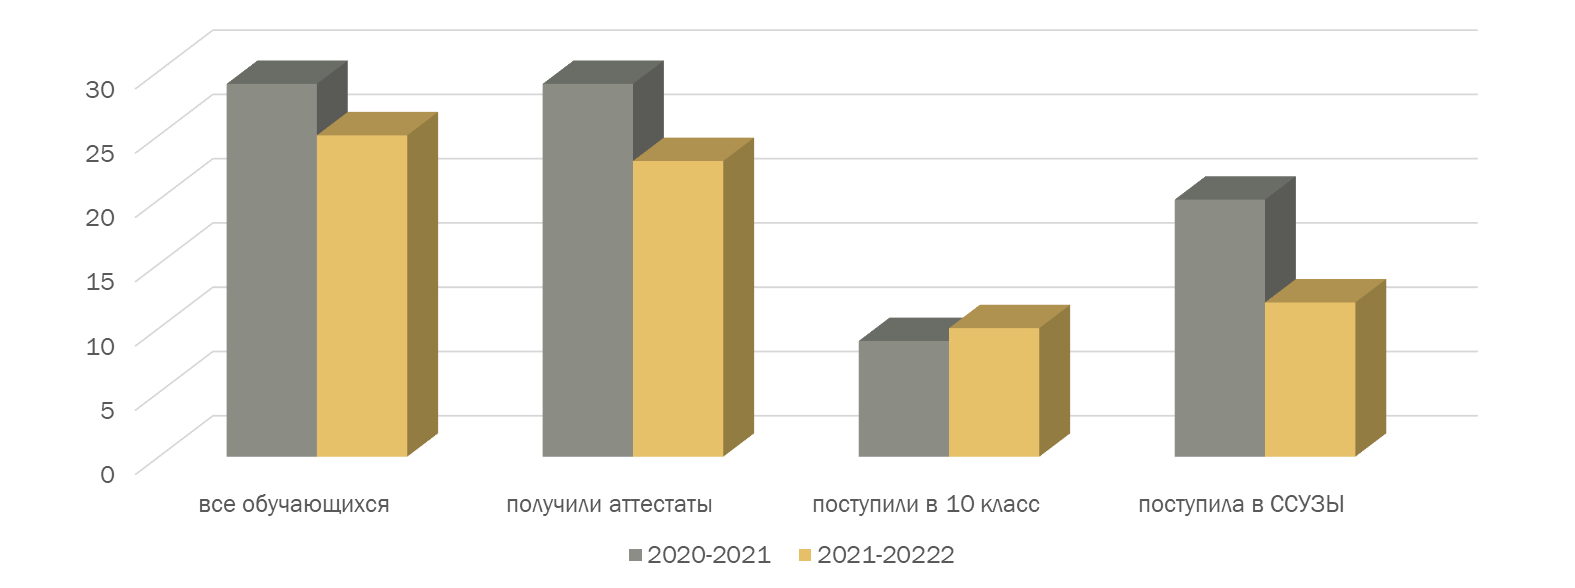 30
25
20
15
10
5
0
все обучающихся
получили аттестаты
поступили в 10 класс
поступила в ССУЗЫ
2020-2021
2021-20222